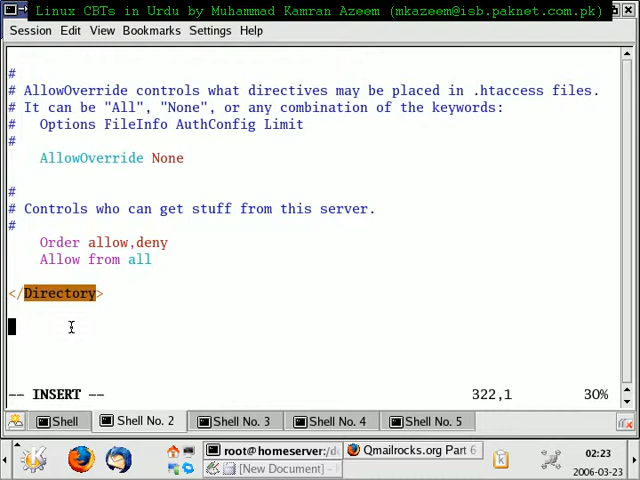 Linux CBTs in Urdu by Muhammad Kamran Azeem (mkazeem@isb.paknet.com.pk)
Session Edit View Bookmarks Settings Help
#
# AllowOverride controls what directives may be placed in .htaccess files.
# It can be "All", "None", or any combination of the keywords:
# Options FileInfo AuthConfig Limit
#
AllowOverride None
#
# Controls who can get stuff from this server.
#
Order allow,deny
Allow from all
</Directory>
-- INSERT -- 322,1 30%
Shell Shell No. 2 Shell No. 3 Shell No. 4 Shell No. 5
root@homeserver:/d Qmailrocks.org Part 6 02:23
[New Document] 2006-03-23